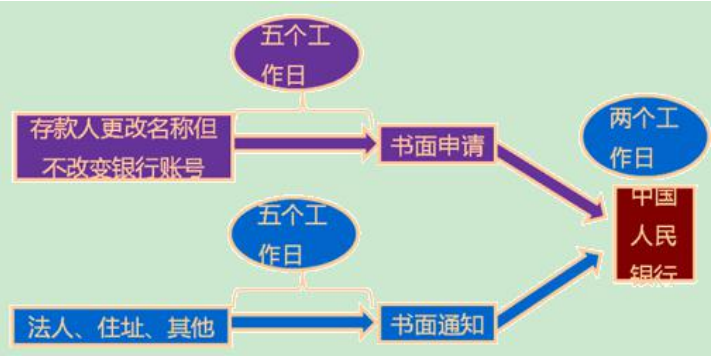 五个工
作日
存款人更改名称但
不改变银行账号
书面申请
两个工
作日
中国
人民
银行
五个工
作日
法人、住址、其他
书面通知